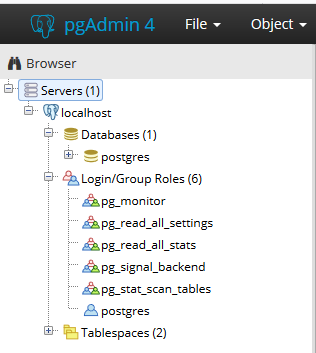 pgAdmin 4 File Object
Browser
Servers (1)
localhost
Databases (1)
postgres
Login/Group Roles (6)
pg_monitor
pg_read_all_settings
pg_read_all_stats
pg_signal_backend
pg_stat_scan_tables
postgres
Tablespaces (2)